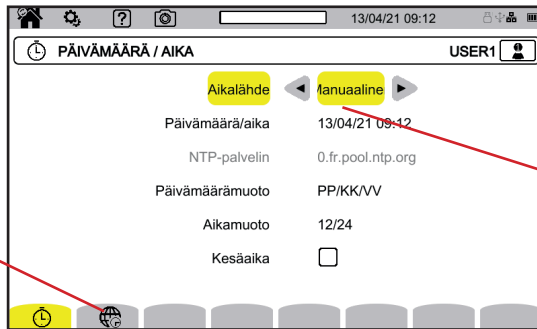 13/04/21 09:12
PÄIVÄMÄÄRÄ / AIKA USER1
Aikalähde Manuaaline
Päivämäärä/aika 13/04/21 09:12
NTP-palvelin 0.fr.pool.ntp.org
Päivämäärämuoto PP/KK/VV
Aikamuoto 12/24
Kesäaika